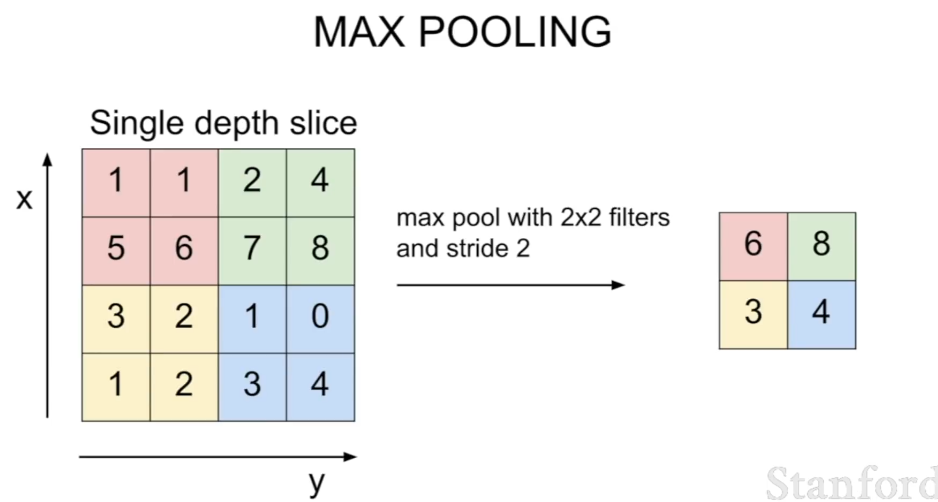 MAX POOLING
Single depth slice
x
1 1 2 4
5 6 7 8
3 2 1 0
1 2 3 4
y
max pool with 2x2 filters
and stride 2
6 8
3 4
Stanford